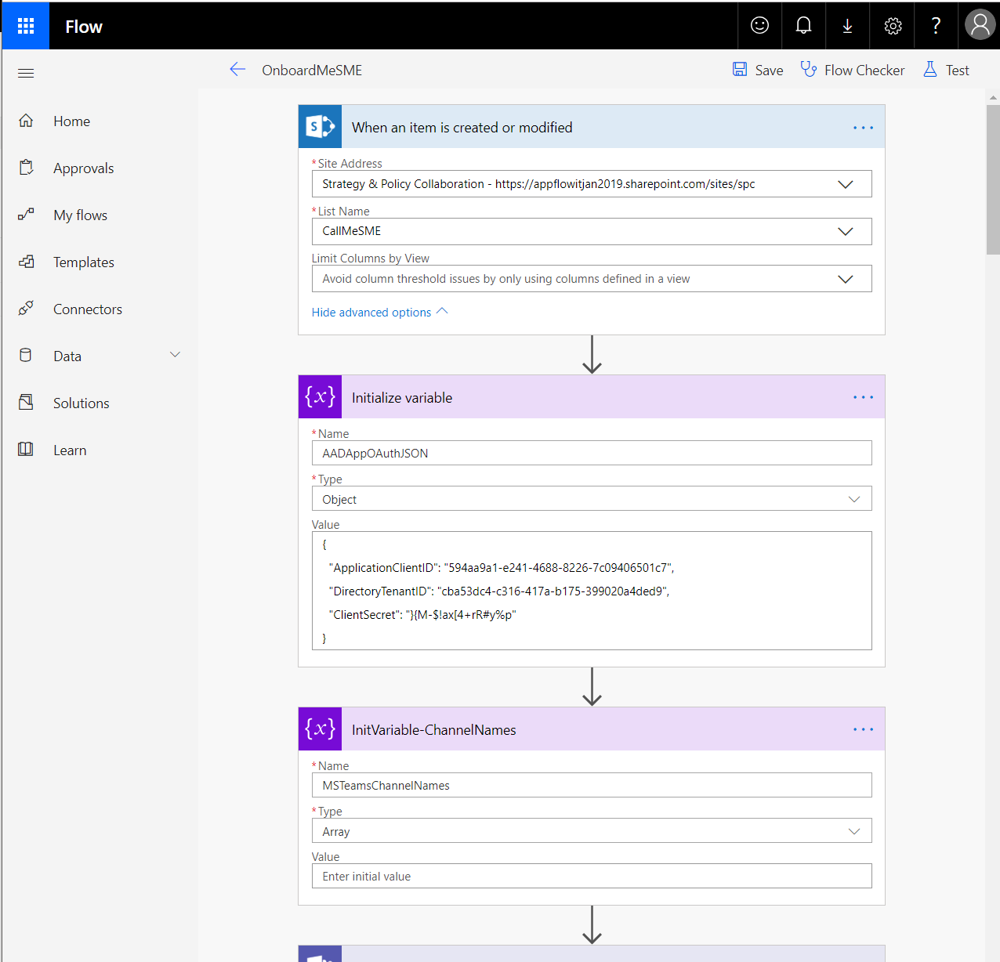 Flow
OnboardMeSME
Save
Flow Checker
Test
Home
Approvals
My flows
Templates
Connectors
Data
Solutions
Learn
S
When an item is created or modified
* Site Address
Strategy & Policy Collaboration - https://appflowitjan2019.sharepoint.com/sites/spc
* List Name
CallMeSME
Limit Columns by View
Avoid column threshold issues by only using columns defined in a view
Hide advanced options
{x}
Initialize variable
* Name
AADAppOAuthJSON
* Type
Object
Value
{
"ApplicationClientID": "594aa9a1-e241-4688-8226-7c09406501c7",
"DirectoryTenantID": "cba53dc4-c316-417a-b175-399020a4ded9",
"ClientSecret": "}{M-$!ax[4+rR#y%p"
}
{x}
InitVariable-ChannelNames
* Name
MSTeamsChannelNames
* Type
Array
Value
Enter initial value